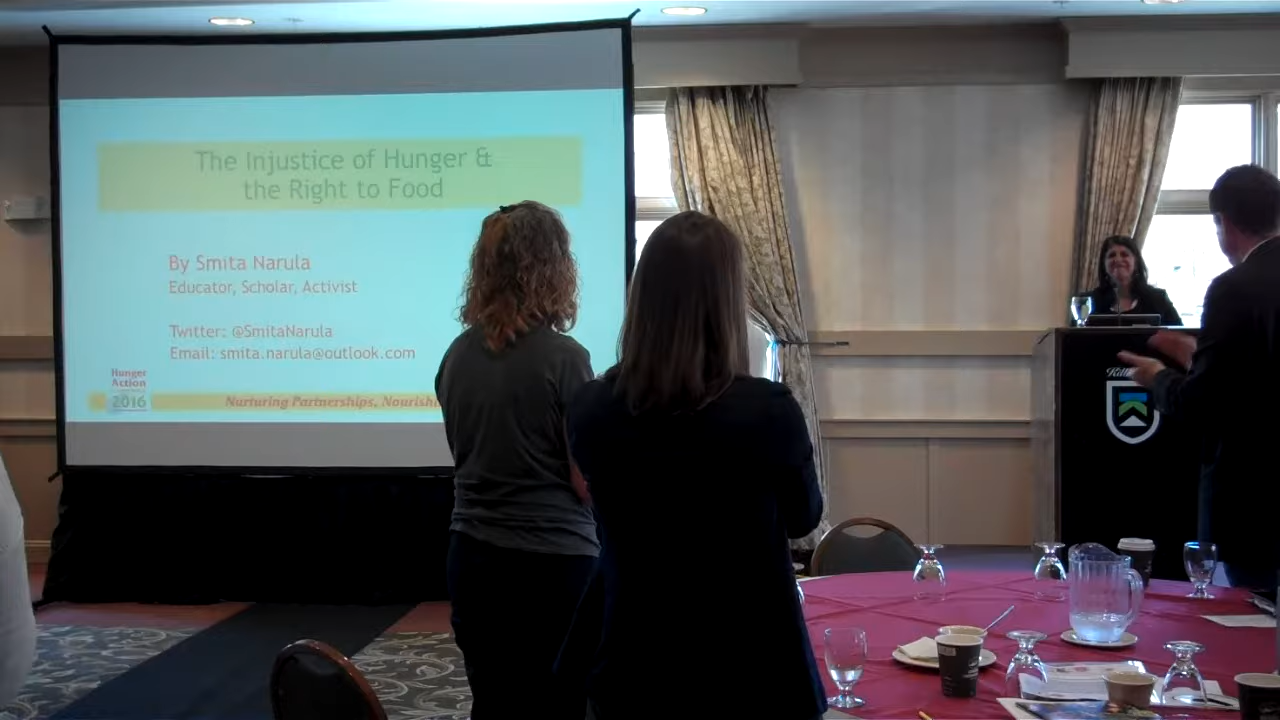 The Injustice of Hunger &
the Right to Food
By Smita Narula
Educator, Scholar, Activist
Twitter: @SmitaNarula
Email: smita.narula@outlook.com
Hunger
Action
2016
Nurturing Partnerships,